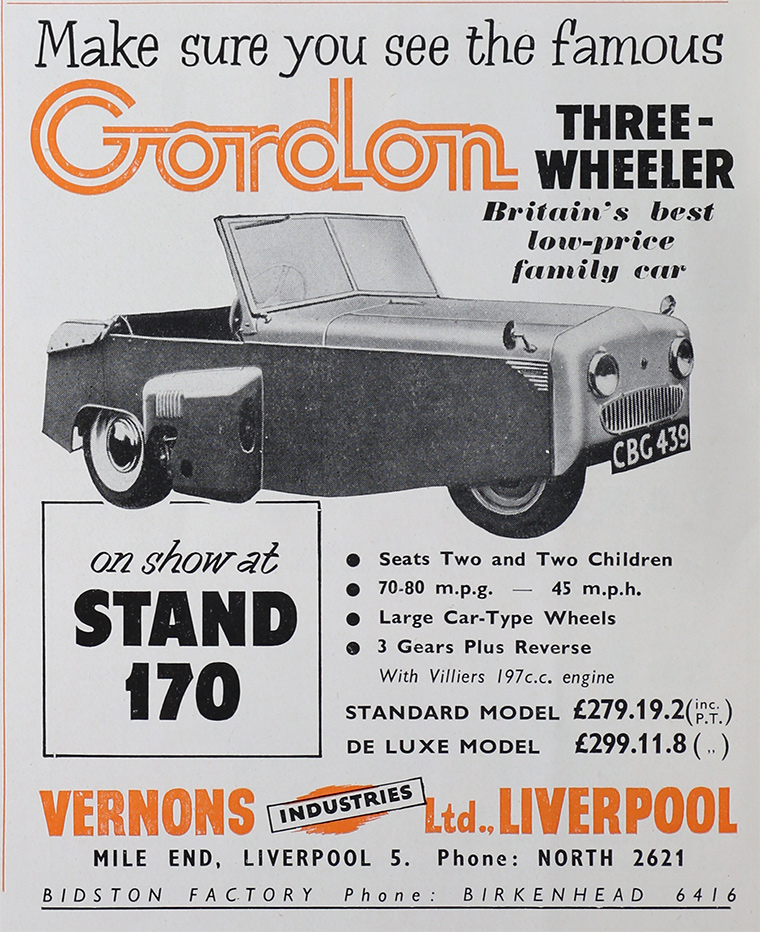 Make sure you see the famous
Gordon
THREE-
WHEELER
Britain's best
low-price
family car
CBG 439
on show at
STAND
170
● Seats Two and Two Children
● 70-80 m.p.g. — 45 m.p.h.
● Large Car-Type Wheels
● 3 Gears Plus Reverse
With Villiers 197c.c. engine
STANDARD MODEL £279.19.2 (inc. P.T.)
DE LUXE MODEL £299.11.8 ( ,, )
VERNONS INDUSTRIES Ltd., LIVERPOOL
MILE END, LIVERPOOL 5. Phone: NORTH 2621
BIDSTON FACTORY Phone: BIRKENHEAD 6416